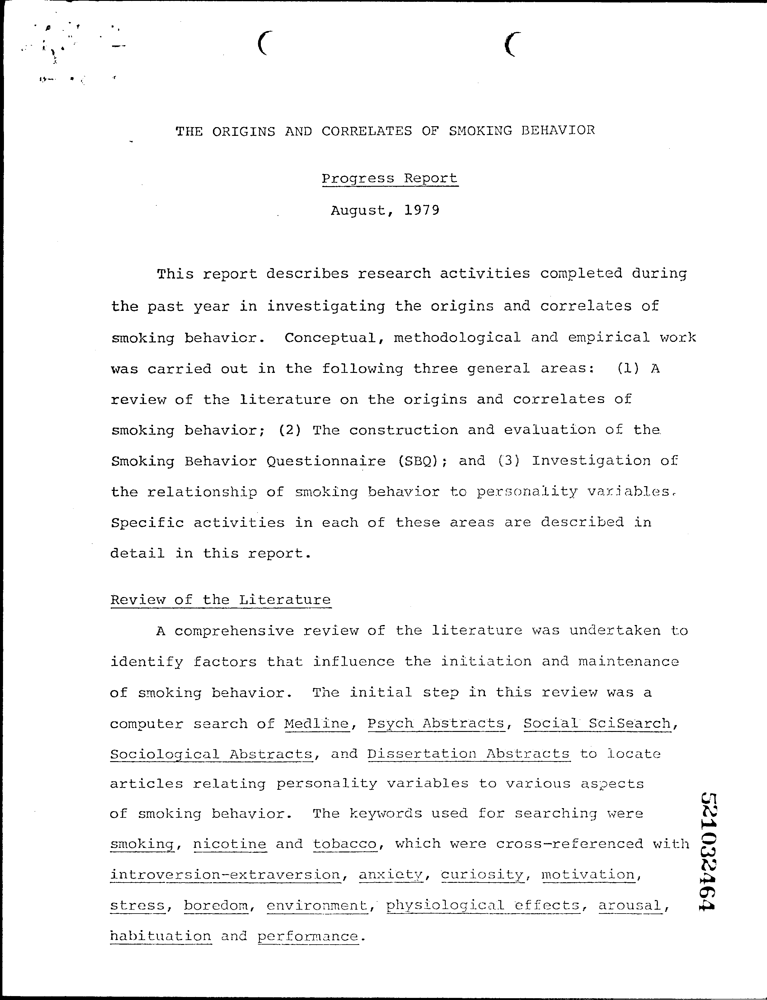 THE ORIGINS AND CORRELATES OF SMOKING BEHAVIOR
Progress Report
August, 1979
This report describes research activities completed during
the past year in investigating the origins and correlates of
smoking behavior. Conceptual, methodological and empirical work
was carried out in the following three general areas: (1) A
review of the literature on the origins and correlates of
smoking behavior; (2) The construction and evaluation of the
Smoking Behavior Questionnaire (SBQ); and (3) Investigation of
the relationship of smoking behavior to personality variables.
Specific activities in each of these areas are described in
detail in this report.
Review of the Literature
A comprehensive review of the literature was undertaken to
identify factors that influence the initiation and maintenance
of smoking behavior. The initial step in this review was a
computer search of Medline, Psych Abstracts, Social SciSearch,
Sociological Abstracts, and Dissertation Abstracts to locate
articles relating personality variables to various aspects
of smoking behavior. The keywords used for searching were
smoking, nicotine and tobacco, which were cross-referenced with
introversion-extraversion, anxiety, curiosity, motivation,
stress, boredom, environment, physiological effects, arousal,
habituation and performance.
521032464